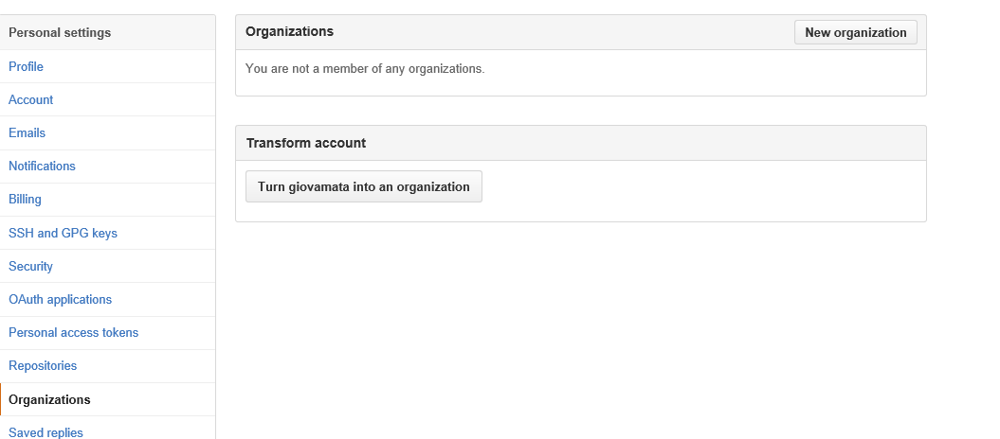 Personal settings
Profile
Account
Emails
Notifications
Billing
SSH and GPG keys
Security
OAuth applications
Personal access tokens
Repositories
Organizations
Saved replies
Organizations
New organization
You are not a member of any organizations.
Transform account
Turn giovamata into an organization